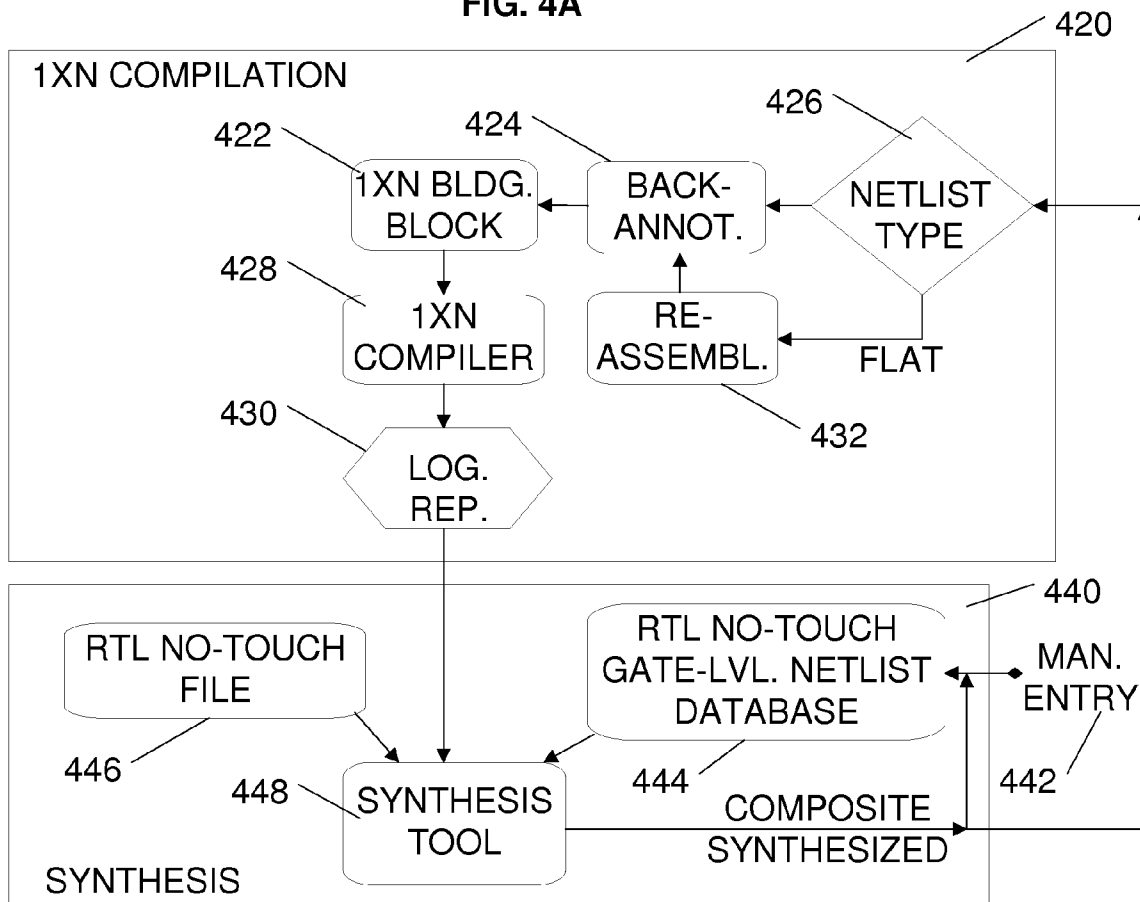 FIG. 4A
420
1XN COMPILATION
426
424
422
1XN BLDG.
BLOCK
BACK-
ANNOT.
NETLIST
TYPE
428
1XN
COMPILER
RE-
ASSEMBL.
FLAT
430
432
LOG.
REP.
440
RTL NO-TOUCH
FILE
RTL NO-TOUCH
GATE-LVL. NETLIST
DATABASE
MAN.
ENTRY
446
448
444
442
SYNTHESIS
TOOL
COMPOSITE
SYNTHESIZED
SYNTHESIS